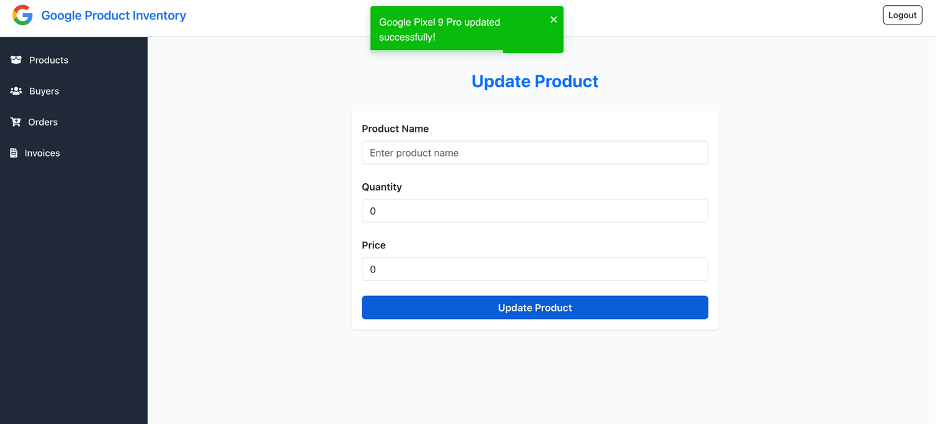 Google Product Inventory
Google Pixel 9 Pro updated
successfully!
Logout
Products
Buyers
Orders
Invoices
Update Product
Product Name
Enter product name
Quantity
0
Price
0
Update Product